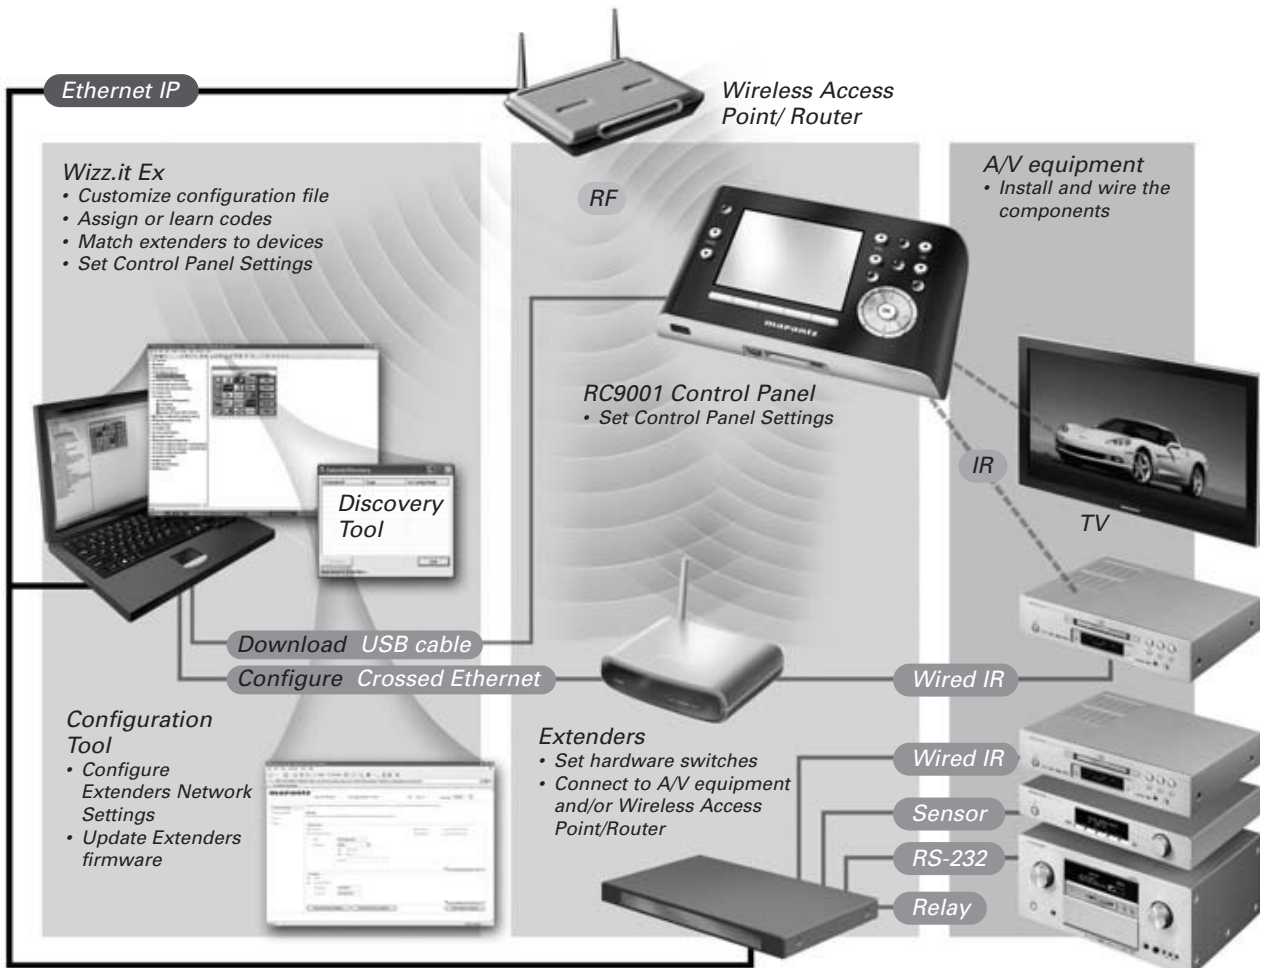 Ethernet IP
Wireless Access
Point/ Router
Wizz.it Ex
• Customize configuration file
• Assign or learn codes
• Match extenders to devices
• Set Control Panel Settings
RF
A/V equipment
• Install and wire the
components
marantz
RC9001 Control Panel
• Set Control Panel Settings
IR
TV
Discovery
Tool
Download USB cable
Configure Crossed Ethernet
Wired IR
Configuration
Tool
• Configure
Extenders Network
Settings
• Update Extenders
firmware
marantz
Extenders
• Set hardware switches
• Connect to A/V equipment
and/or Wireless Access
Point/Router
Wired IR
Sensor
RS-232
Relay